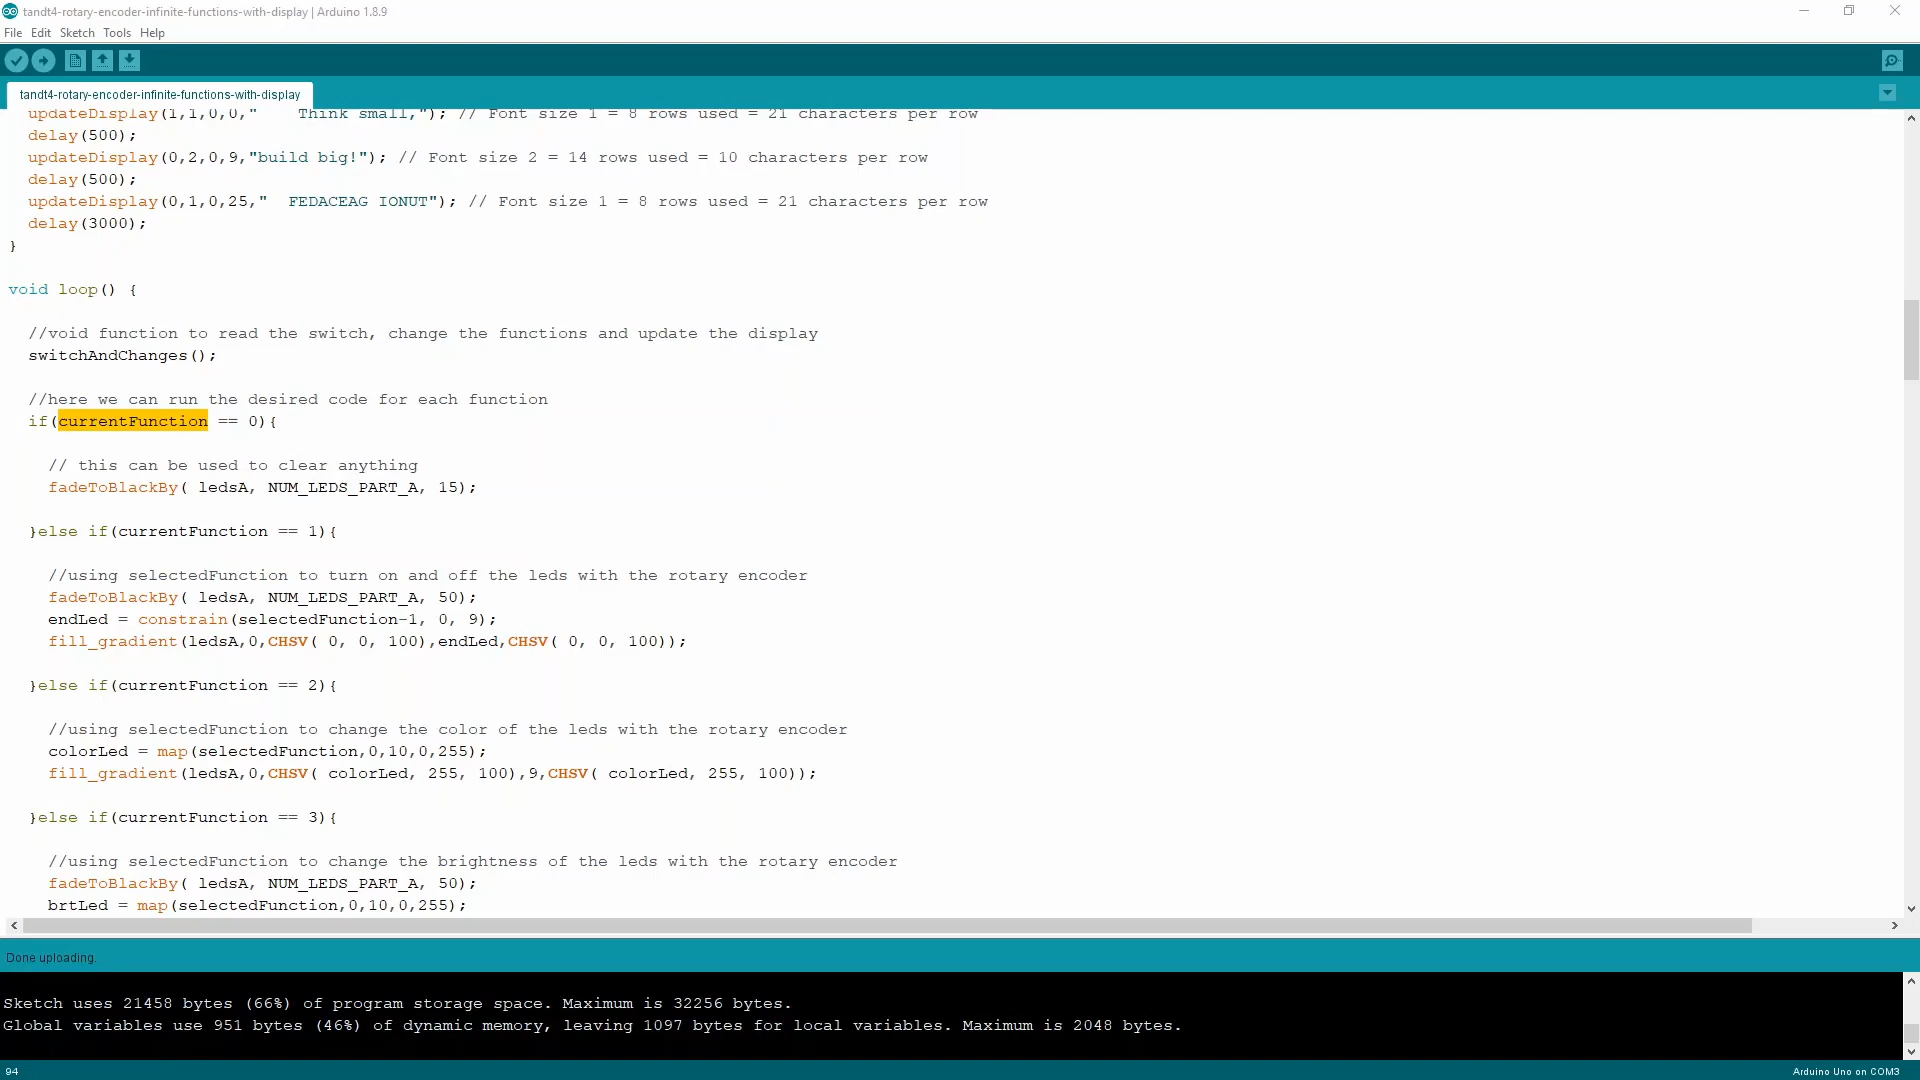 tandt4-rotary-encoder-infinite-functions-with-display | Arduino 1.8.9
File Edit Sketch Tools Help
tandt4-rotary-encoder-infinite-functions-with-display
updateDisplay(1,1,0,0,"    Think small,"); // Font size 1 = 8 rows used = 21 characters per row
delay(500);
updateDisplay(0,2,0,9,"build big!"); // Font size 2 = 14 rows used = 10 characters per row
delay(500);
updateDisplay(0,1,0,25,"  FEDACEAG IONUT"); // Font size 1 = 8 rows used = 21 characters per row
delay(3000);
}
void loop() {
//void function to read the switch, change the functions and update the display
switchAndChanges();
//here we can run the desired code for each function
if(currentFunction == 0){
// this can be used to clear anything
fadeToBlackBy( ledsA, NUM_LEDS_PART_A, 15);
}else if(currentFunction == 1){
//using selectedFunction to turn on and off the leds with the rotary encoder
fadeToBlackBy( ledsA, NUM_LEDS_PART_A, 50);
endLed = constrain(selectedFunction-1, 0, 9);
fill_gradient(ledsA,0,CHSV( 0, 0, 100),endLed,CHSV( 0, 0, 100));
}else if(currentFunction == 2){
//using selectedFunction to change the color of the leds with the rotary encoder
colorLed = map(selectedFunction,0,10,0,255);
fill_gradient(ledsA,0,CHSV( colorLed, 255, 100),9,CHSV( colorLed, 255, 100));
}else if(currentFunction == 3){
//using selectedFunction to change the brightness of the leds with the rotary encoder
fadeToBlackBy( ledsA, NUM_LEDS_PART_A, 50);
brtLed = map(selectedFunction,0,10,0,255);
Done uploading.
Sketch uses 21458 bytes (66%) of program storage space. Maximum is 32256 bytes.
Global variables use 951 bytes (46%) of dynamic memory, leaving 1097 bytes for local variables. Maximum is 2048 bytes.
94
Arduino Uno on COM3